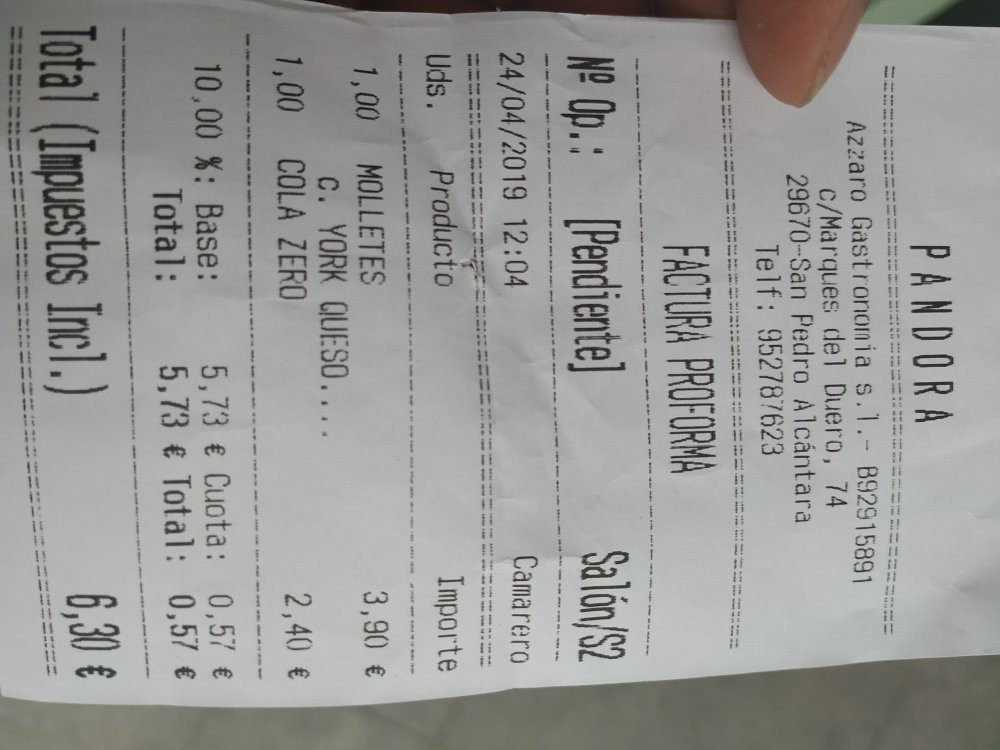 PANDORA
Azzaro Gastronomia s.l.- B92915891
c/Marques del Duero, 74
29670-San Pedro Alcántara
Telf: 952787623
FACTURA PROFORMA
Nº Op.: [Pendiente] Salón/S2
24/04/2019 12:04 Camarero
Uds. Producto Importe
1,00 MOLLETES 3,90 €
C. YORK QUESO...
1,00 COLA ZERO 2,40 €
10,00 %: Base: 5,73 € Cuota: 0,57 €
Total: 5,73 € Total: 0,57 €
Total (Impuestos Incl.) 6,30 €